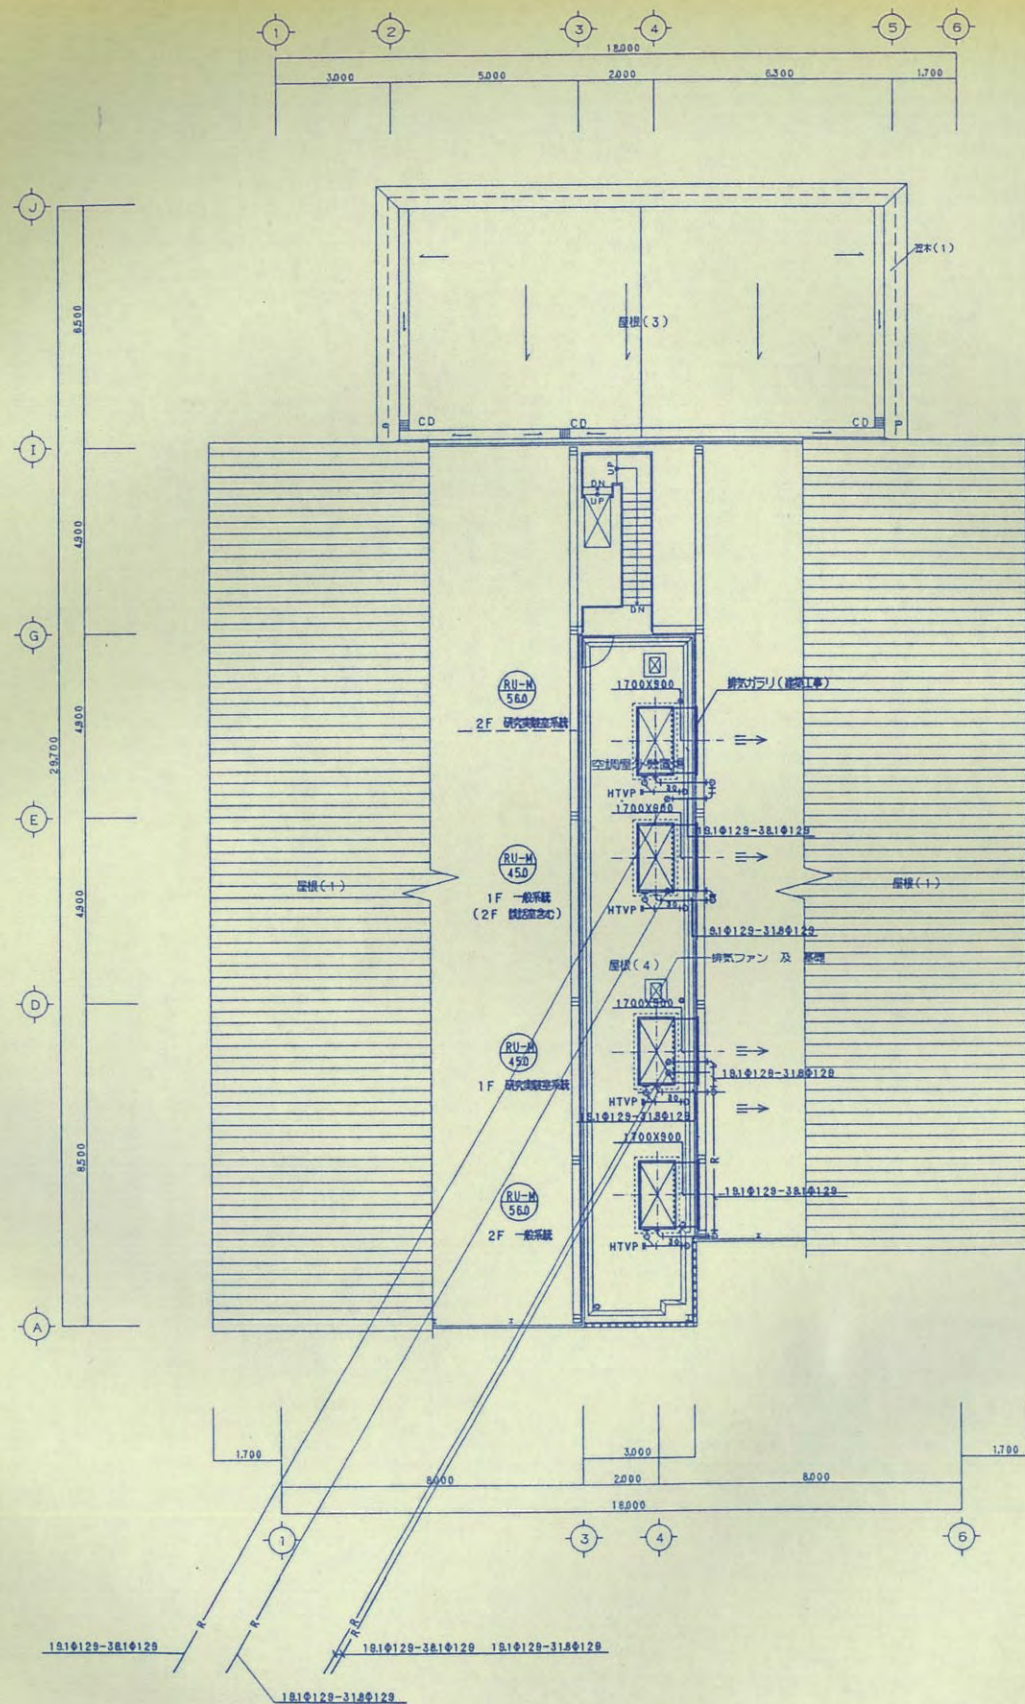 1 2 3 4 5 6
18,000
3,000 5,000 2,000 6,300 1,700
J
笠木(1)
6,500
屋根(3)
CD CD CD
I
UP
DN
UP
4,900
DN
G
RU-M
56.0
1700X900
排気ガラリ(建築工事)
2F 研究実験室系統
4,900
29,700
HTVP 20
E
1700X900
19.1Φ129-38.1Φ129
RU-M
45.0
屋根(1)
屋根(1)
1F 一般系統
(2F 談話室含む)
HTVP 20
4,900
19.1Φ129-31.8Φ129
屋根(4)
排気ファン 及 基礎
D
1700X900
RU-M
45.0
19.1Φ129-31.8Φ129
1F 研究実験室系統
HTVP 20
19.1Φ129-31.8Φ129
1700X900
R
8,500
RU-M
56.0
19.1Φ129-38.1Φ129
2F 一般系統
HTVP 20
A
1,700 3,000 1,700
8,000 2,000 8,000
18,000
1 3 4 6
R R R R
19.1Φ129-38.1Φ129
19.1Φ129-38.1Φ129 19.1Φ129-31.8Φ129
19.1Φ129-31.8Φ129